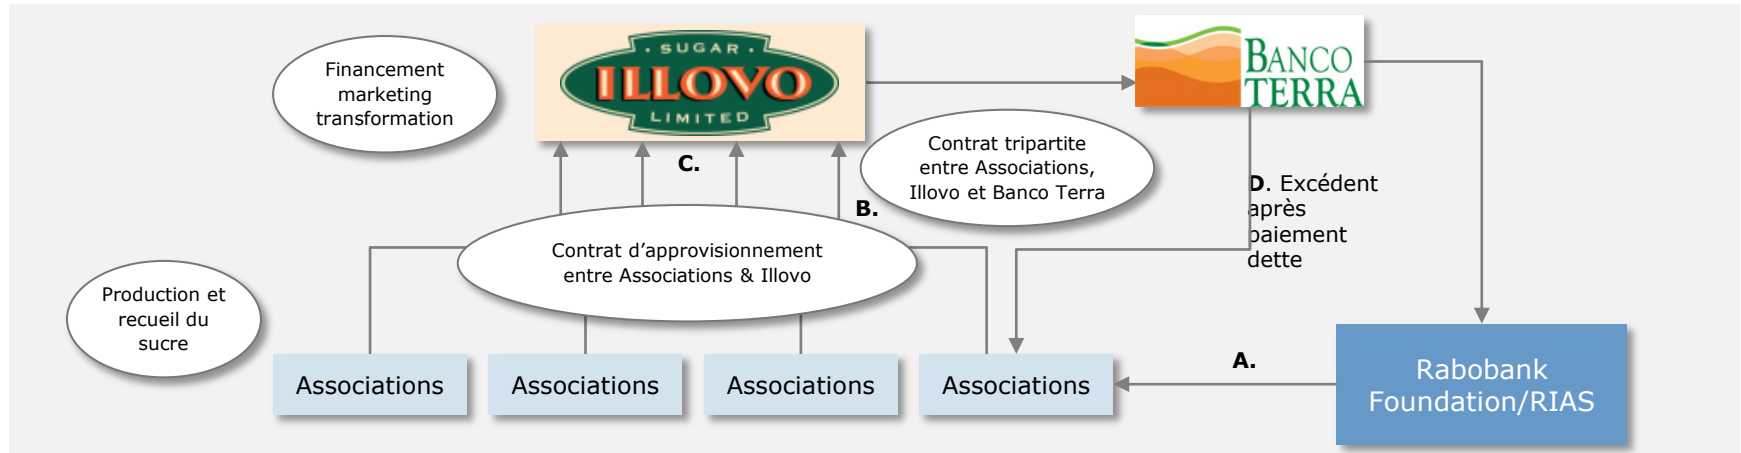 Financement
marketing
transformation
· SUGAR ·
ILLOVO
LIMITED
BANCO
TERRA
Contrat tripartite
entre Associations,
Illovo et Banco Terra
C.
B.
D. Excédent
après
paiement
dette
Contrat d’approvisionnement
entre Associations & Illovo
Production et
recueil du
sucre
Associations
Associations
Associations
Associations
A.
Rabobank
Foundation/RIAS